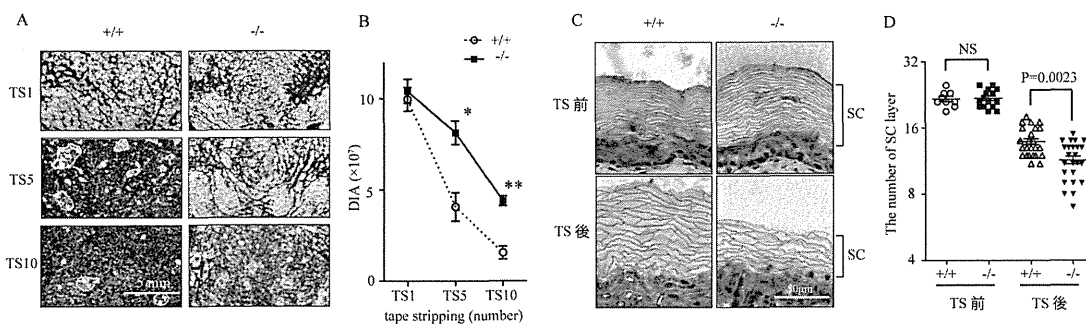 A
+/+ -/-
TS1
TS5
TS10
5 mm
B
+/+
-/-
DIA (×10⁷)
10
5
0
*
**
TS1 TS5 TS10
tape stripping (number)
C
+/+ -/-
TS 前
SC
TS 後
SC
40μm
D
NS
P=0.0023
The number of SC layer
32
16
8
4
+/+ -/- +/+ -/-
TS 前 TS 後